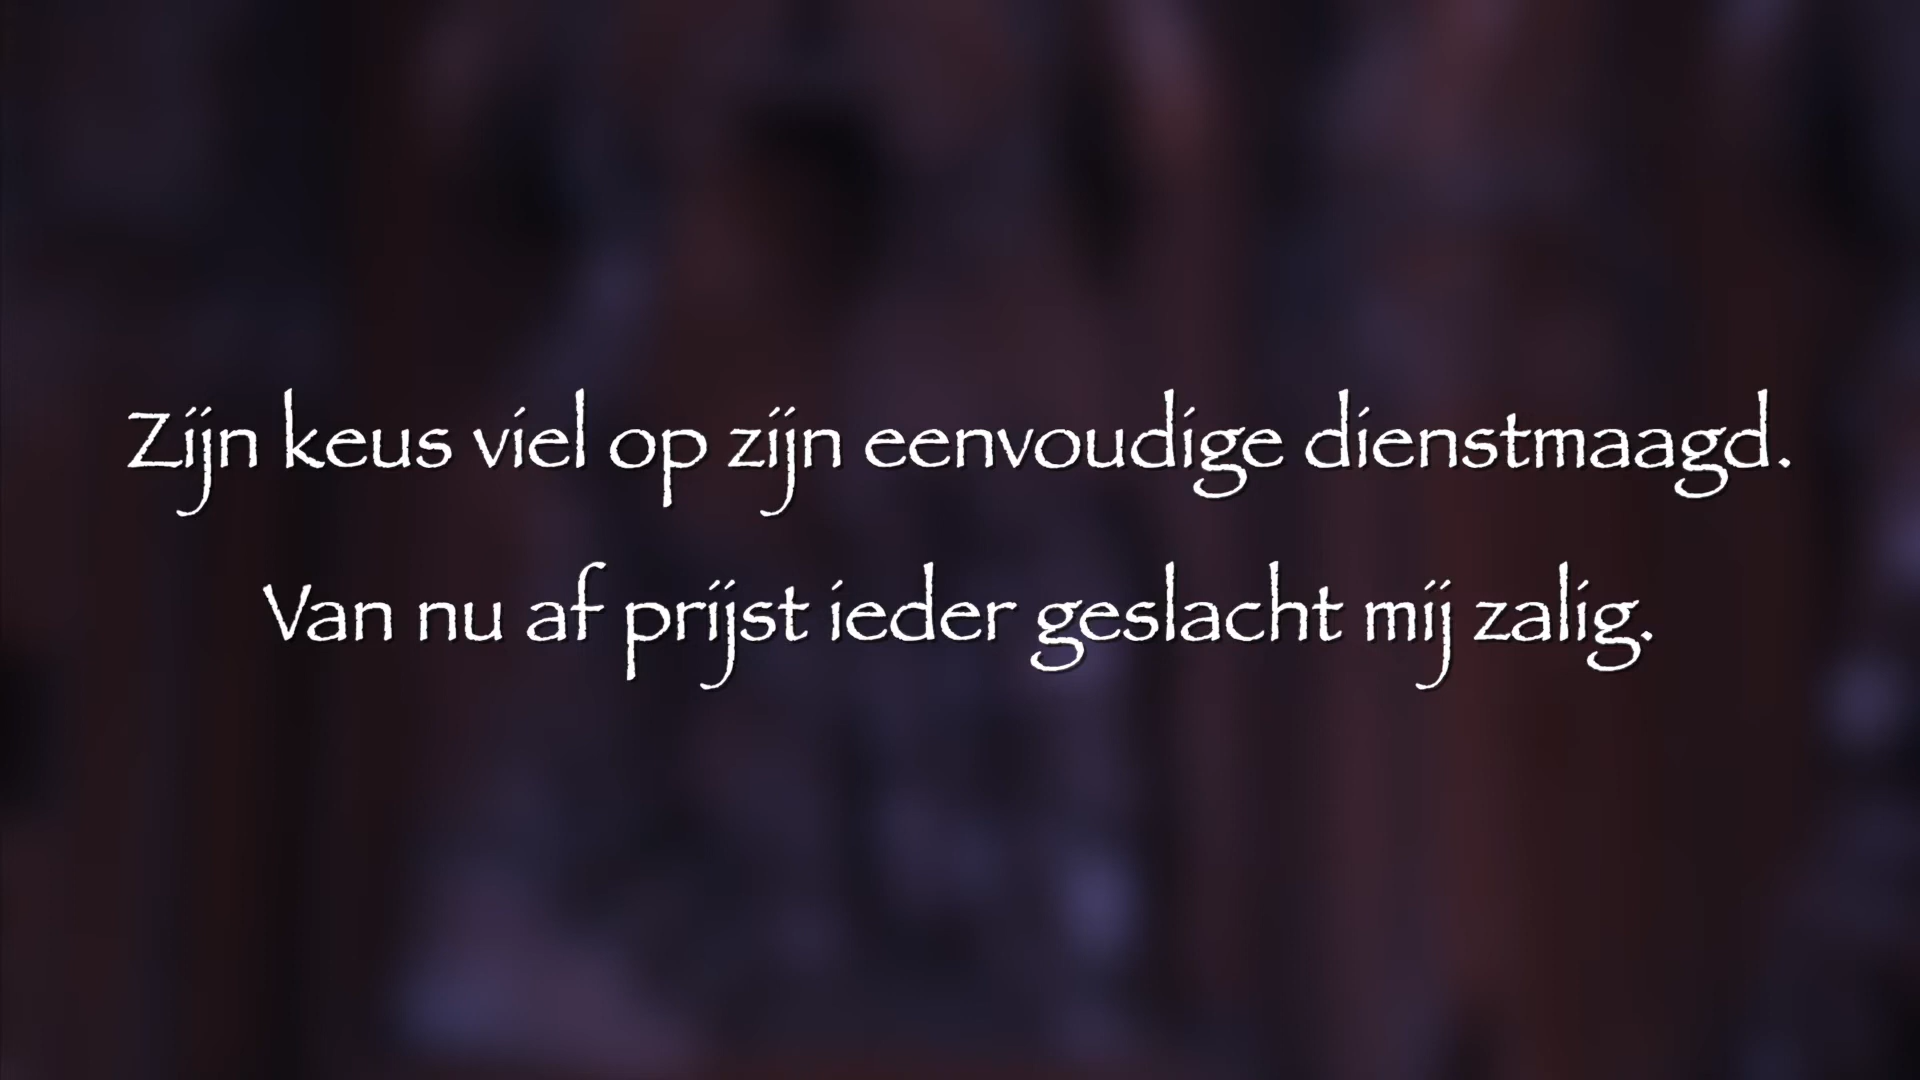 Zijn keus viel op zijn eenvoudige dienstmaagd.
Van nu af prijst ieder geslacht mij zalig.